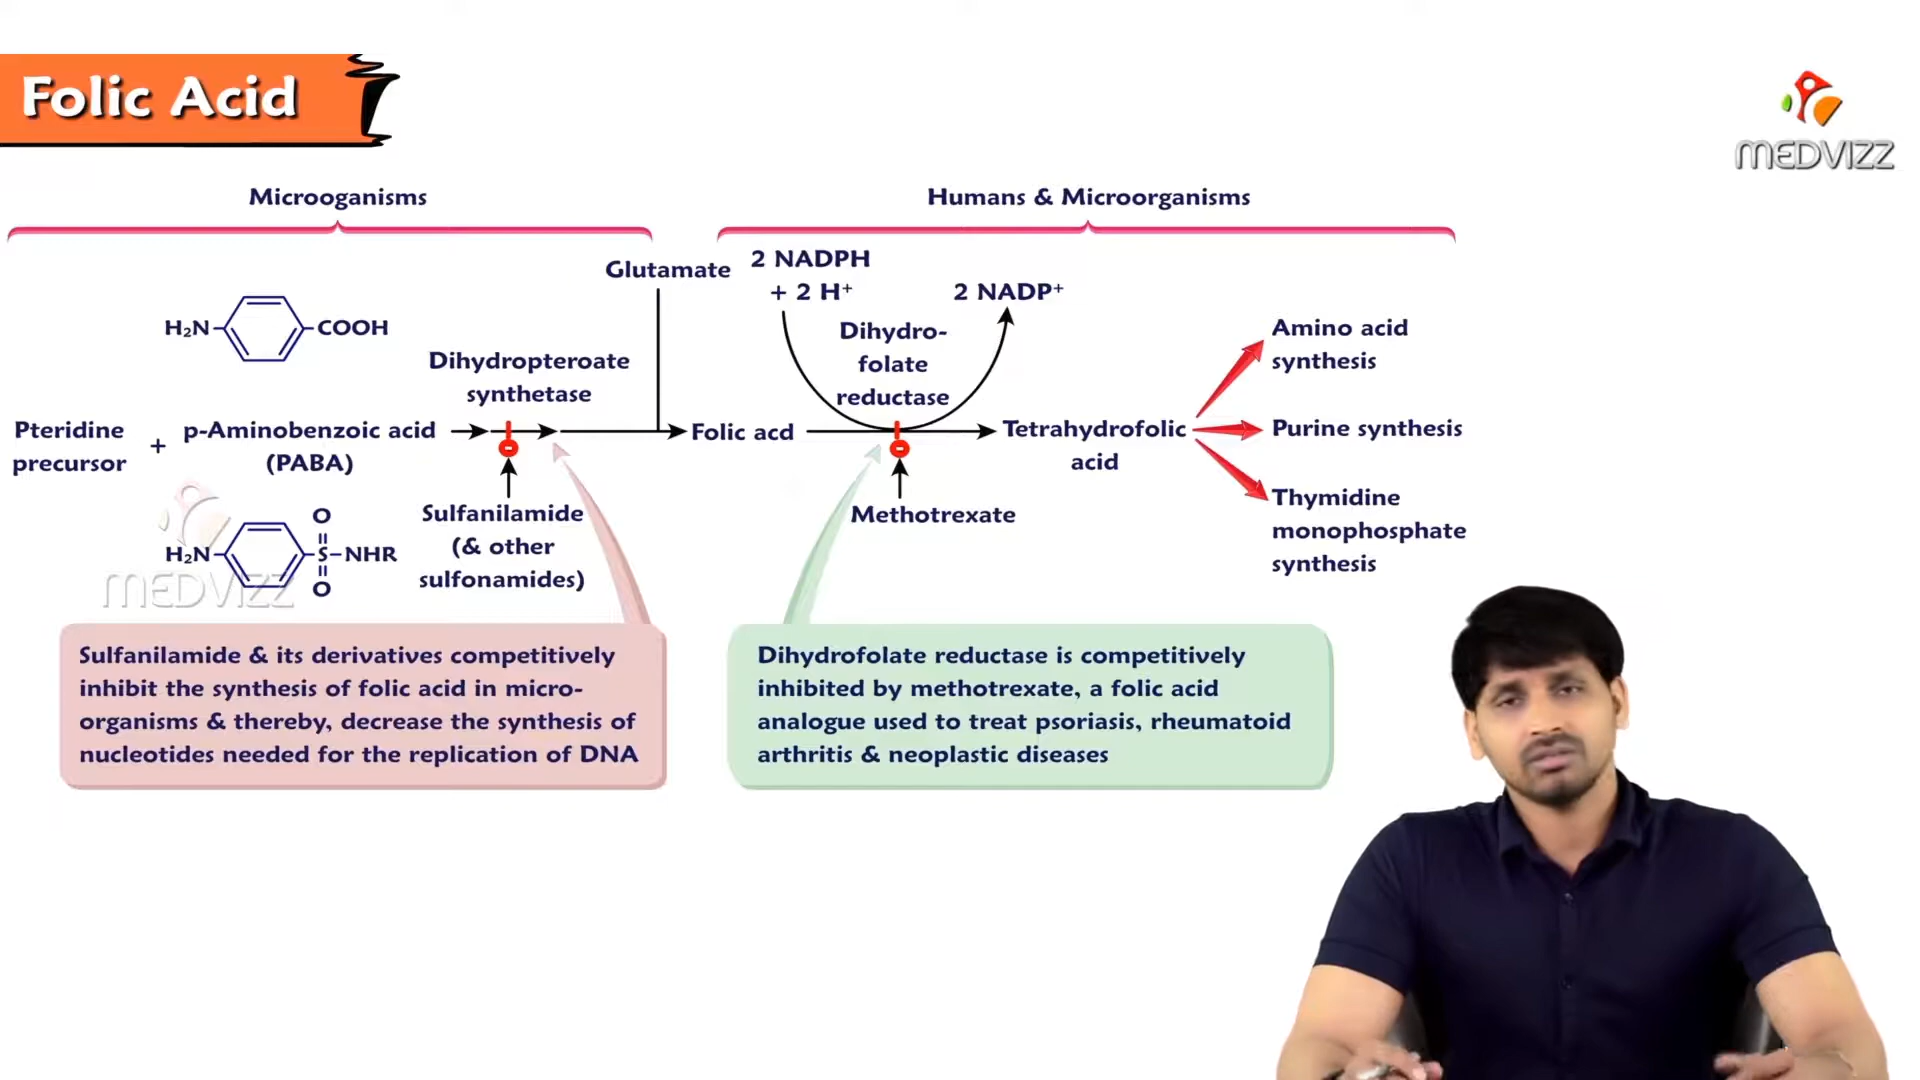 Folic Acid
MEDVIZZ
Microoganisms
Humans & Microorganisms
Glutamate
2 NADPH
+ 2 H⁺
2 NADP⁺
H₂N
COOH
Dihydropteroate
synthetase
Dihydro-
folate
reductase
Amino acid
synthesis
Pteridine
precursor
+
p-Aminobenzoic acid
(PABA)
Folic acd
Tetrahydrofolic
acid
Purine synthesis
Sulfanilamide
(& other
sulfonamides)
Methotrexate
Thymidine
monophosphate
synthesis
O
H₂N
S
NHR
O
MEDVIZZ
Sulfanilamide & its derivatives competitively
inhibit the synthesis of folic acid in micro-
organisms & thereby, decrease the synthesis of
nucleotides needed for the replication of DNA
Dihydrofolate reductase is competitively
inhibited by methotrexate, a folic acid
analogue used to treat psoriasis, rheumatoid
arthritis & neoplastic diseases